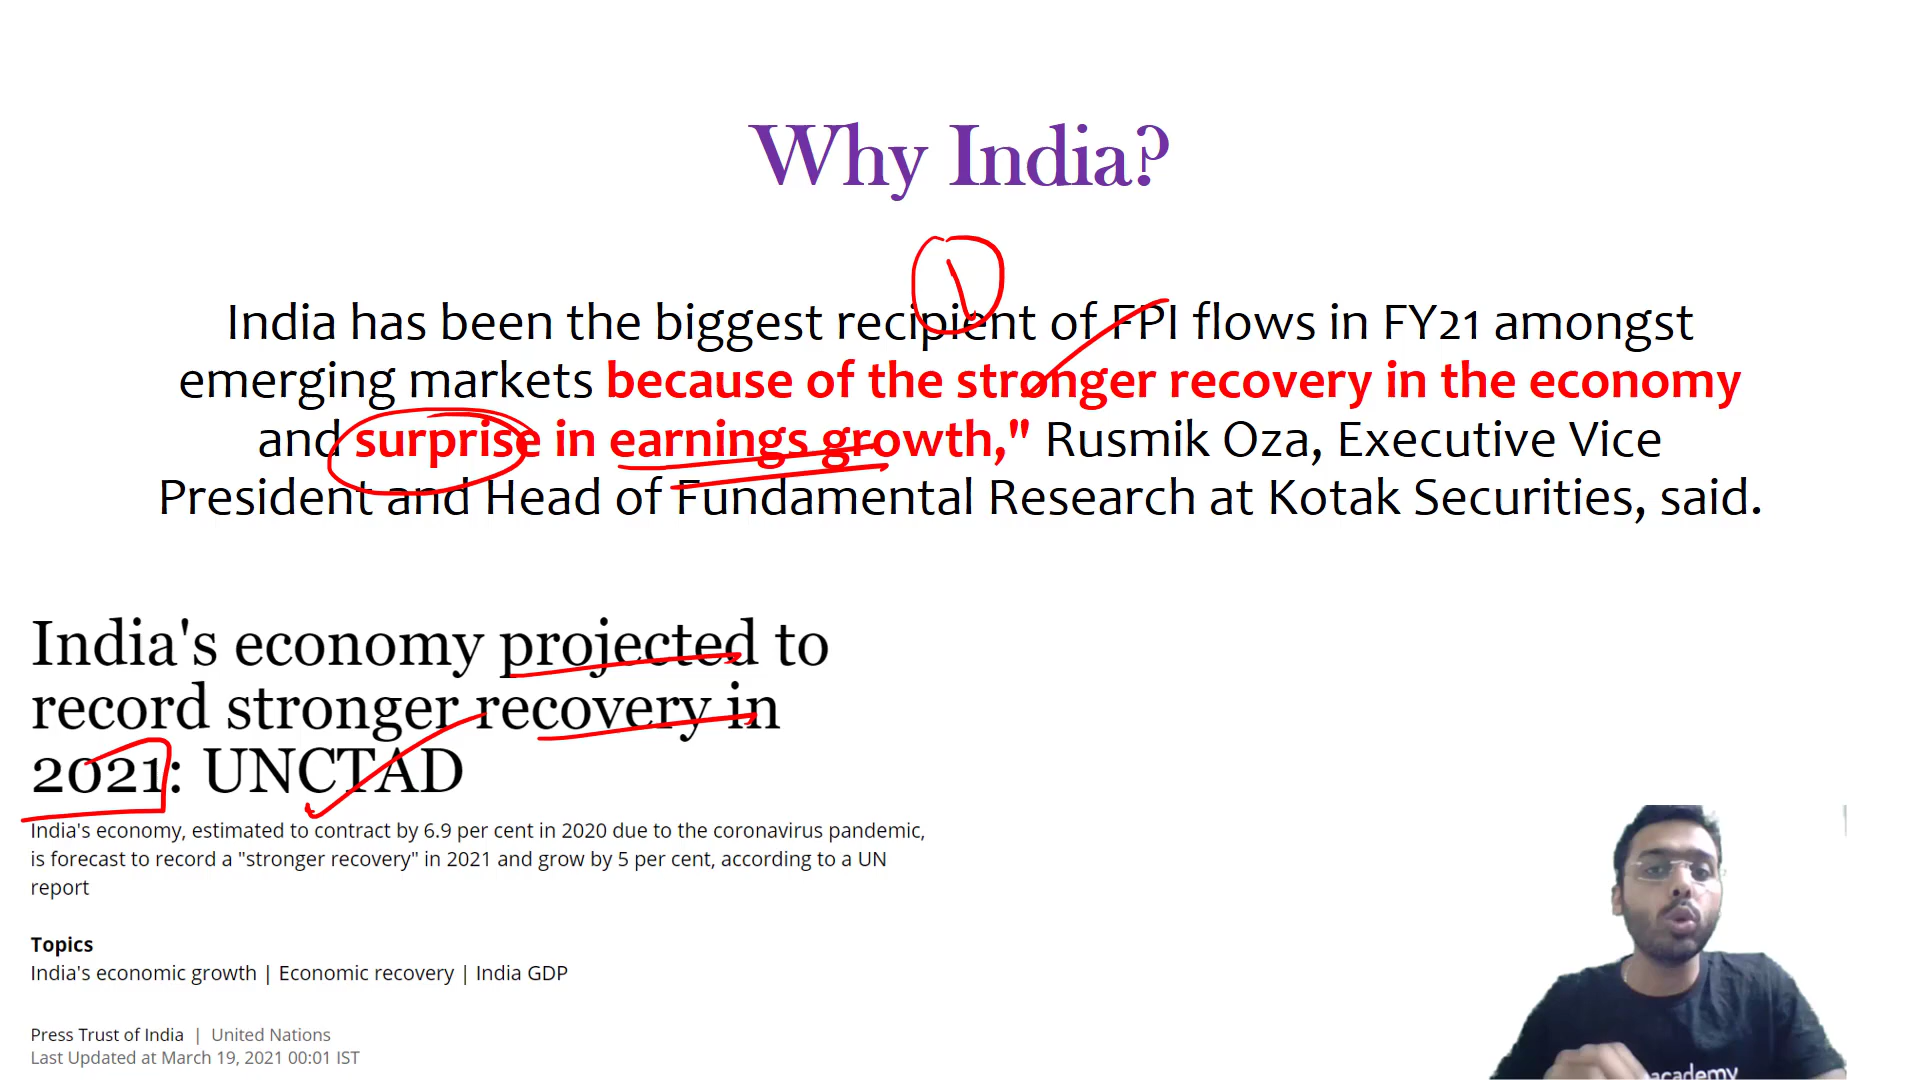 Why India?
India has been the biggest recipient of FPI flows in FY21 amongst
emerging markets because of the stronger recovery in the economy
and surprise in earnings growth," Rusmik Oza, Executive Vice
President and Head of Fundamental Research at Kotak Securities, said.
India's economy projected to
record stronger recovery in
2021: UNCTAD
India's economy, estimated to contract by 6.9 per cent in 2020 due to the coronavirus pandemic,
is forecast to record a "stronger recovery" in 2021 and grow by 5 per cent, according to a UN
report
Topics
India's economic growth | Economic recovery | India GDP
Press Trust of India | United Nations
Last Updated at March 19, 2021 00:01 IST
academy